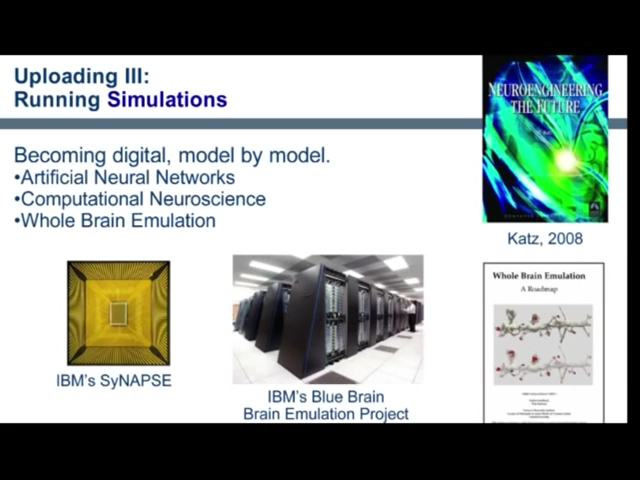 Uploading III:
Running Simulations
Becoming digital, model by model.
•Artificial Neural Networks
•Computational Neuroscience
•Whole Brain Emulation
IBM's SyNAPSE
IBM's Blue Brain
Brain Emulation Project
NEUROENGINEERING
THE FUTURE
Katz, 2008
Whole Brain Emulation
A Roadmap